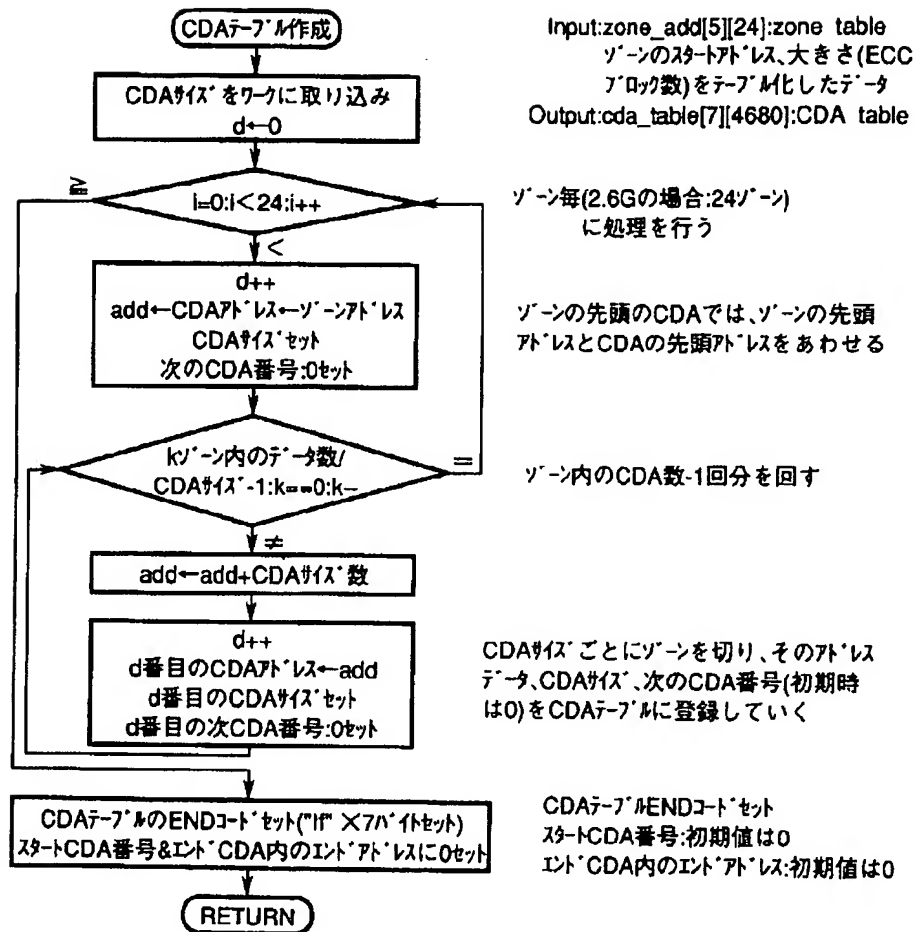 CDAテーブル作成
Input:zone_add[5][24]:zone table
ゾーンのスタートアドレス、大きさ(ECC
ブロック数)をテーブル化したデータ
Output:cda_table[7][4680]:CDA table
CDAサイズをワークに取り込み
d←0
≧
i=0:i<24:i++
<
ゾーン毎(2.6Gの場合:24ゾーン)
に処理を行う
d++
add←CDAアドレス←ゾーンアドレス
CDAサイズセット
次のCDA番号:0セット
ゾーンの先頭のCDAでは、ゾーンの先頭
アドレスとCDAの先頭アドレスをあわせる
kゾーン内のデータ数/
CDAサイズ-1:k==0:k–
=
≠
ゾーン内のCDA数-1回分を回す
add←add+CDAサイズ数
d++
d番目のCDAアドレス←add
d番目のCDAサイズセット
d番目の次CDA番号:0セット
CDAサイズごとにゾーンを切り、そのアドレス
データ、CDAサイズ、次のCDA番号(初期時
は0)をCDAテーブルに登録していく
CDAテーブルのENDコードセット("ff" ×7バイトセット)
スタートCDA番号&エンドCDA内のエンドアドレスに0セット
CDAテーブルENDコードセット
スタートCDA番号:初期値は0
エンドCDA内のエンドアドレス:初期値は0
RETURN